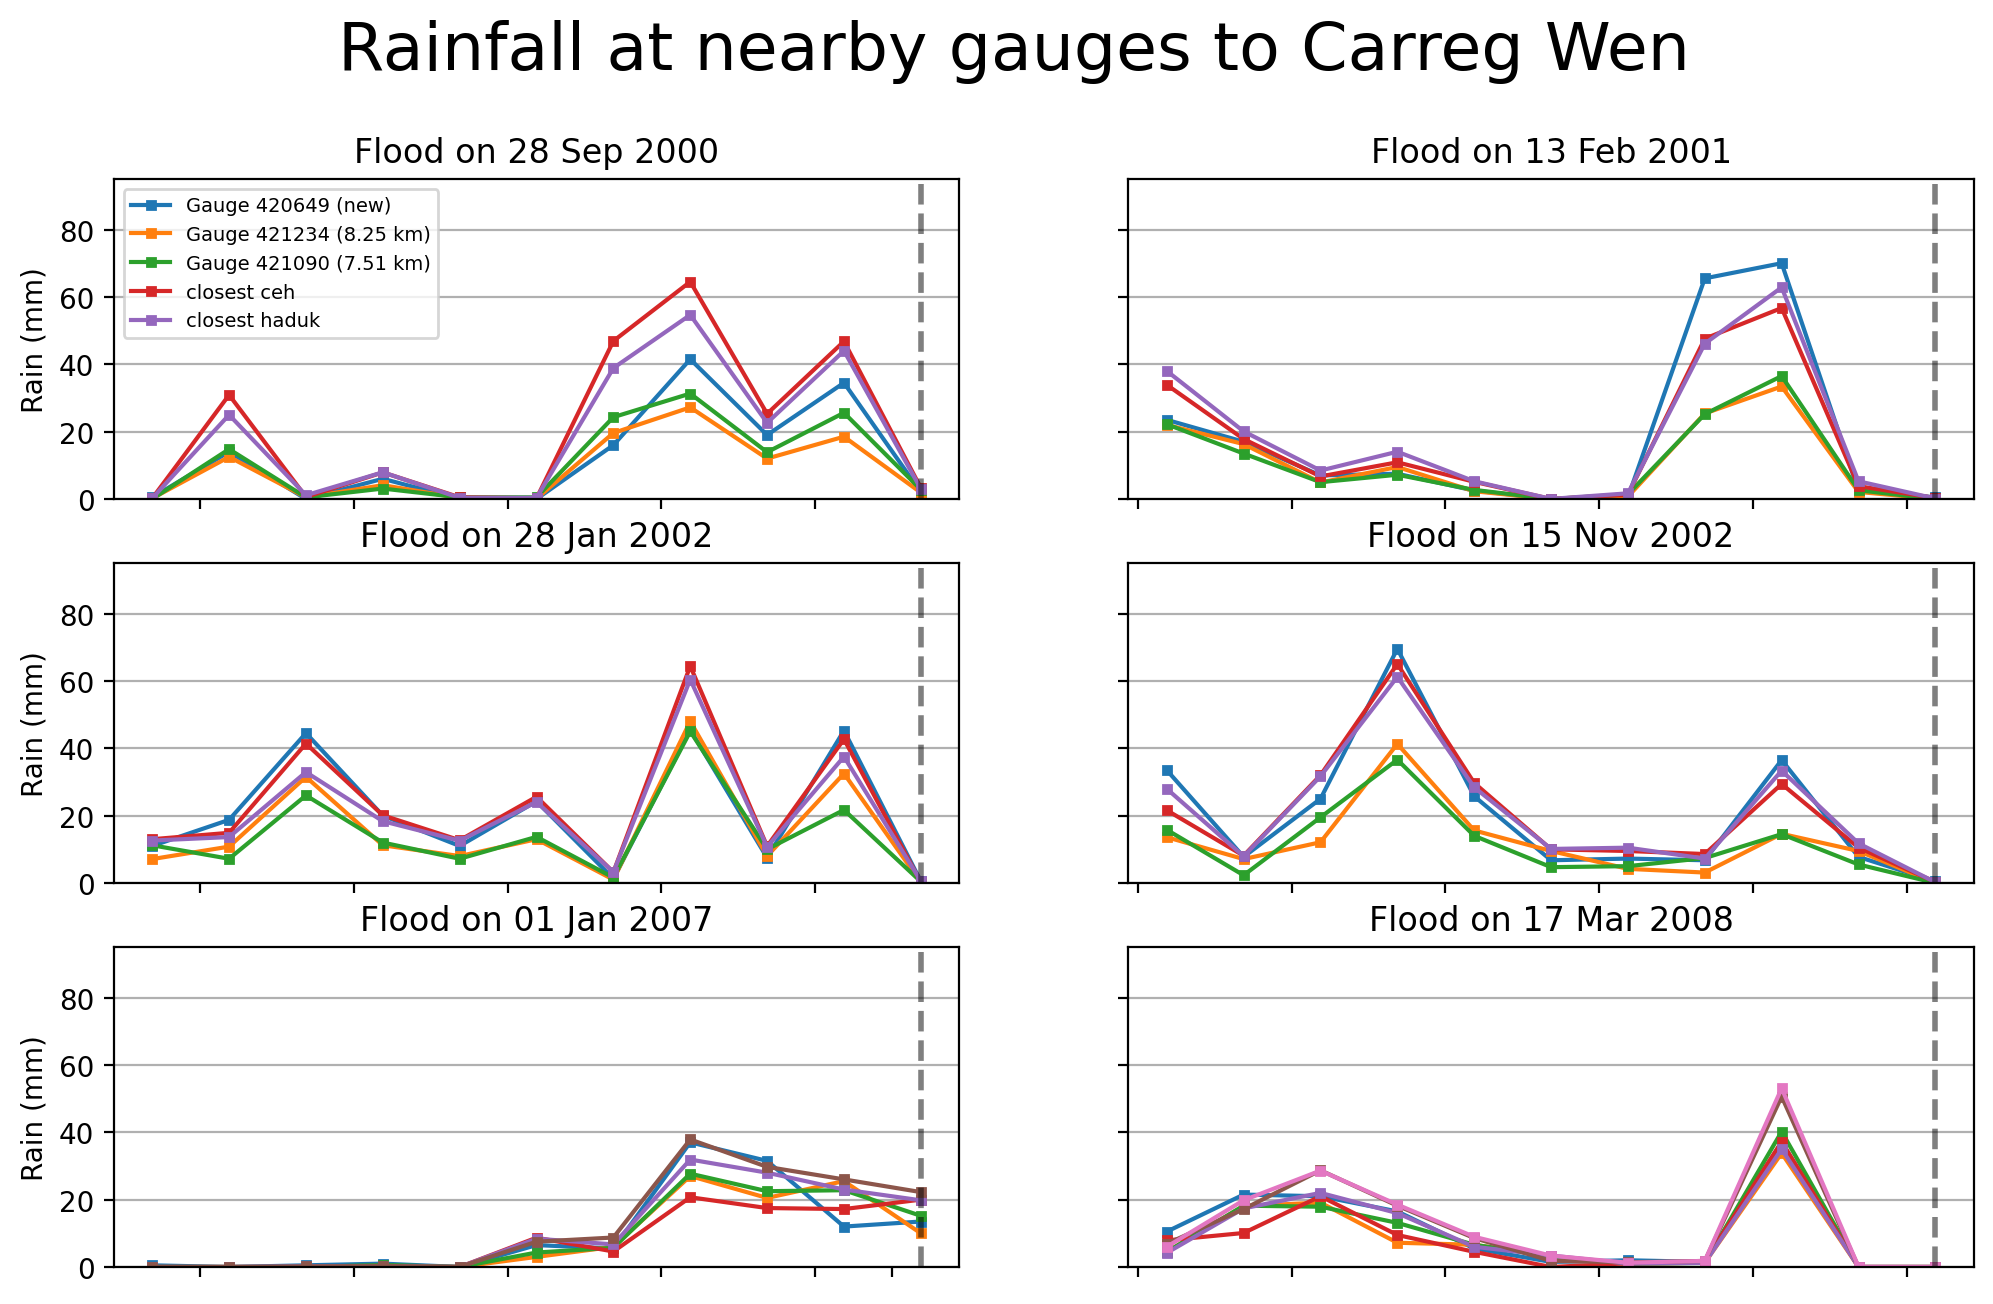 Rainfall at nearby gauges to Carreg Wen
Flood on 28 Sep 2000
Rain (mm)
80
60
40
20
0
Gauge 420649 (new)
Gauge 421234 (8.25 km)
Gauge 421090 (7.51 km)
closest ceh
closest haduk
Flood on 13 Feb 2001
Flood on 28 Jan 2002
Rain (mm)
80
60
40
20
0
Flood on 15 Nov 2002
Flood on 01 Jan 2007
Rain (mm)
80
60
40
20
0
Flood on 17 Mar 2008